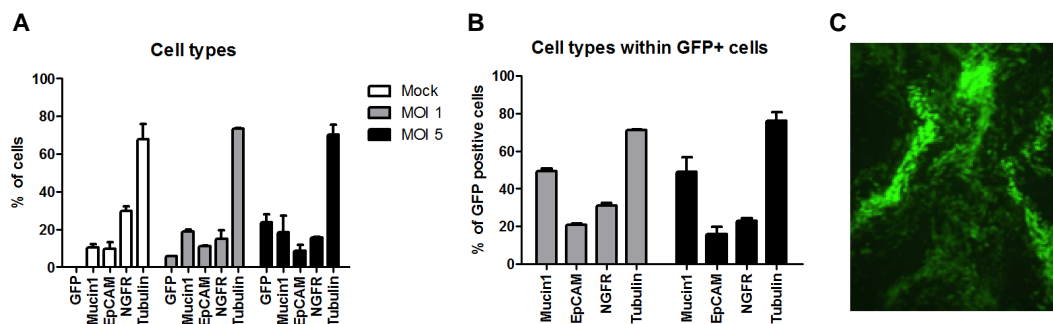 A
Cell types
% of cells
100
80
60
40
20
0
GFP
Mucin1
EpCAM
NGFR
Tubulin
GFP
Mucin1
EpCAM
NGFR
Tubulin
GFP
Mucin1
EpCAM
NGFR
Tubulin
Mock
MOI 1
MOI 5
B
Cell types within GFP+ cells
% of GFP positive cells
100
80
60
40
20
0
Mucin1
EpCAM
NGFR
Tubulin
Mucin1
EpCAM
NGFR
Tubulin
C